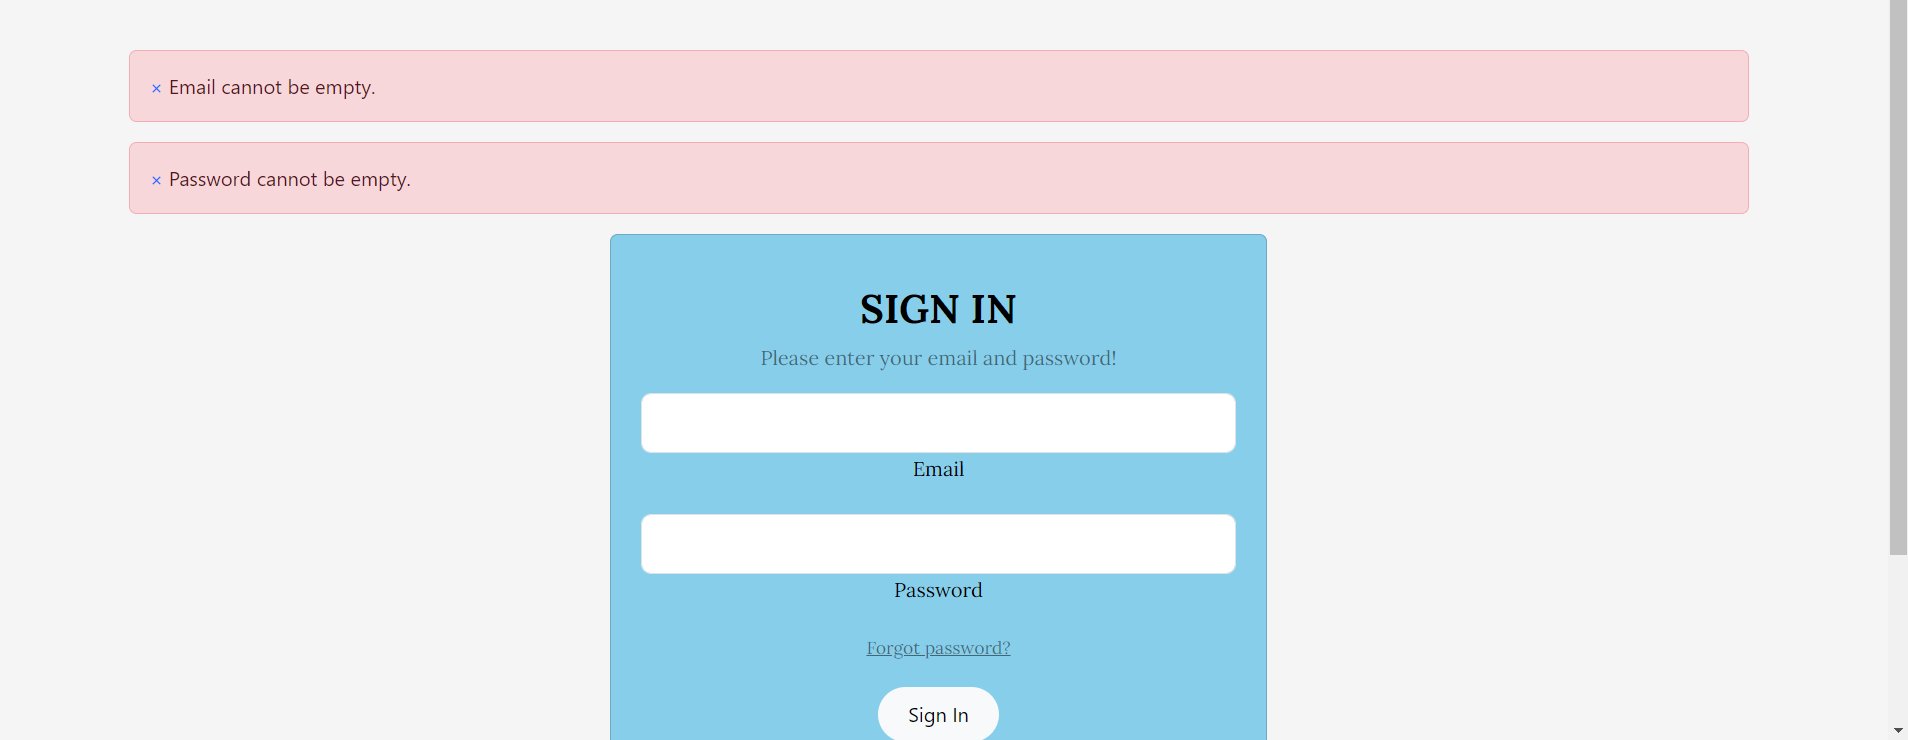 × Email cannot be empty.
× Password cannot be empty.
SIGN IN
Please enter your email and password!
Email
Password
Forgot password?
Sign In